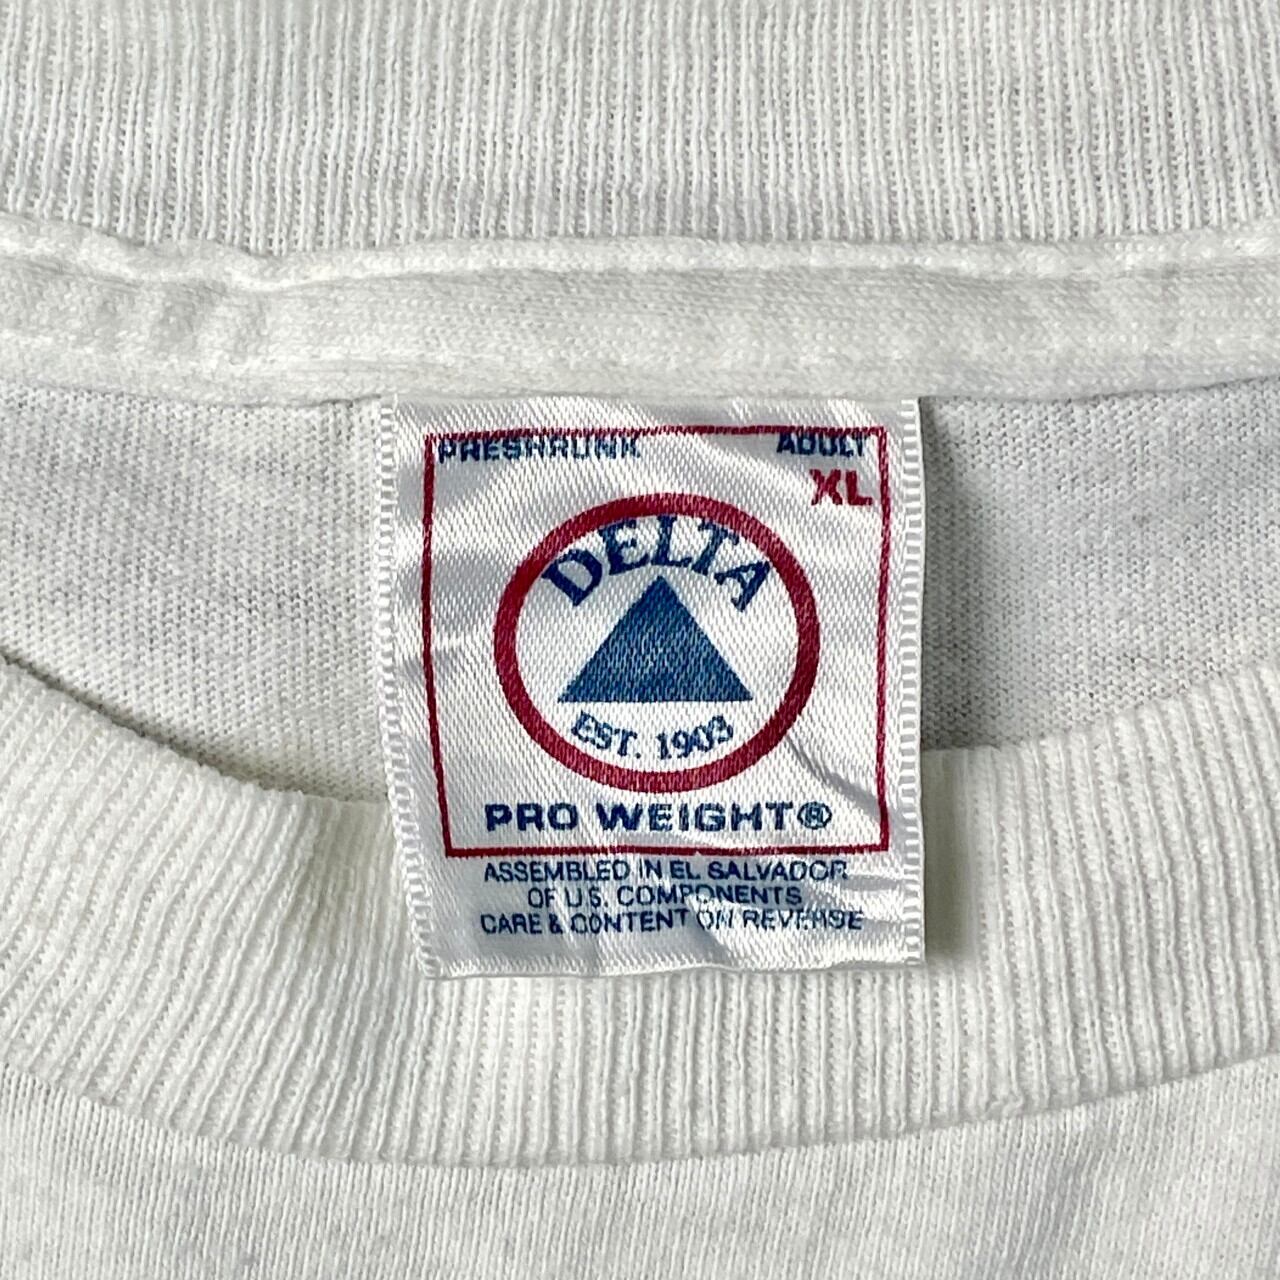 PRESHRUNK ADULT
XL
DELTA
EST. 1903
PRO WEIGHT®
ASSEMBLED IN EL SALVADOR
OF U.S. COMPONENTS
CARE & CONTENT ON REVERSE